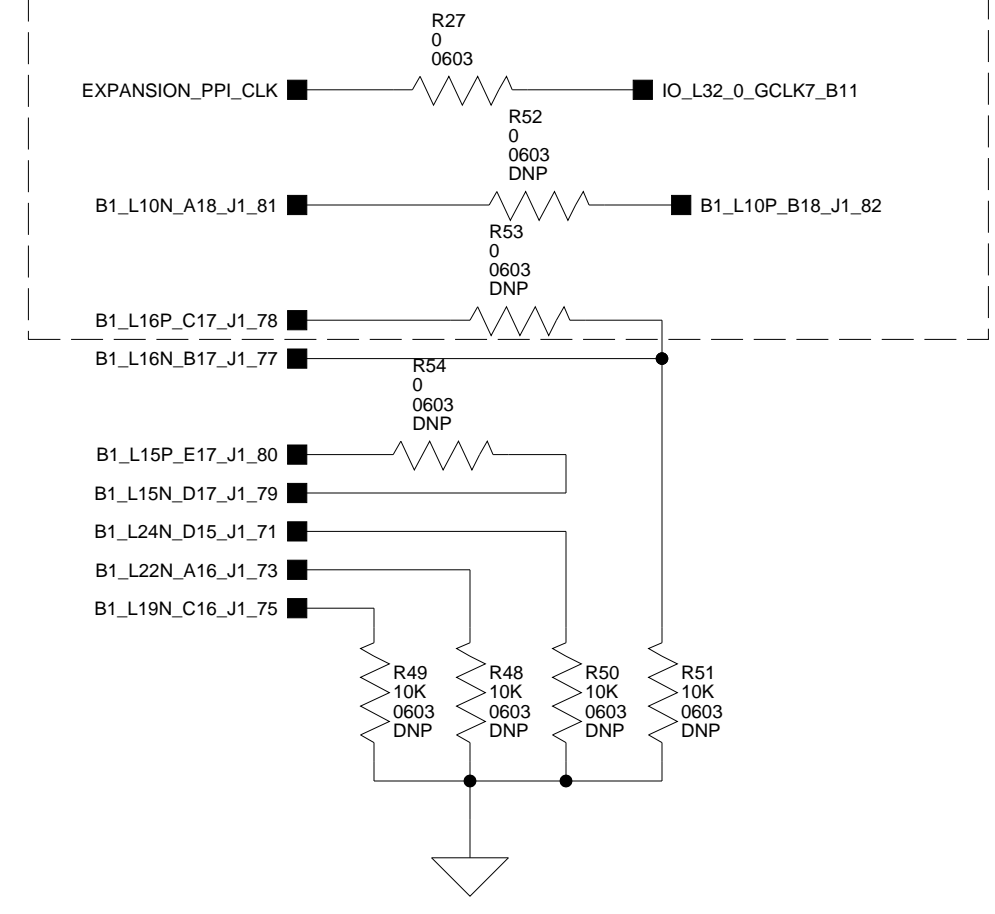 R27
0
0603
EXPANSION_PPI_CLK
IO_L32_0_GCLK7_B11
R52
0
0603
DNP
B1_L10N_A18_J1_81
B1_L10P_B18_J1_82
R53
0
0603
DNP
B1_L16P_C17_J1_78
B1_L16N_B17_J1_77
R54
0
0603
DNP
B1_L15P_E17_J1_80
B1_L15N_D17_J1_79
B1_L24N_D15_J1_71
B1_L22N_A16_J1_73
B1_L19N_C16_J1_75
R49
10K
0603
DNP
R48
10K
0603
DNP
R50
10K
0603
DNP
R51
10K
0603
DNP